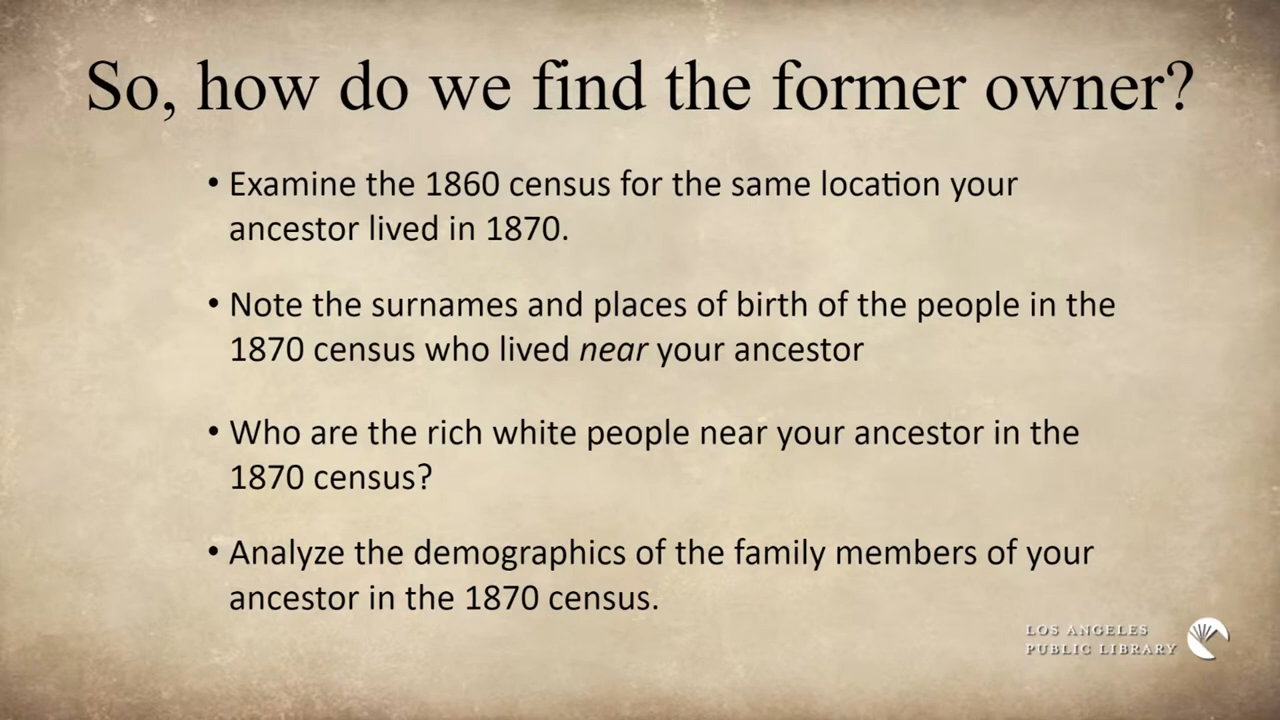 So, how do we find the former owner?
• Examine the 1860 census for the same location your
ancestor lived in 1870.
• Note the surnames and places of birth of the people in the
1870 census who lived near your ancestor
• Who are the rich white people near your ancestor in the
1870 census?
• Analyze the demographics of the family members of your
ancestor in the 1870 census.
LOS ANGELES
PUBLIC LIBRARY